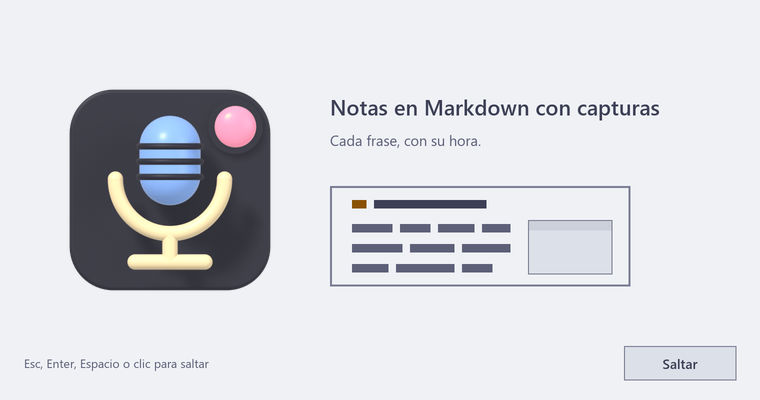 Notas en Markdown con capturas
Cada frase, con su hora.
Esc, Enter, Espacio o clic para saltar
Saltar